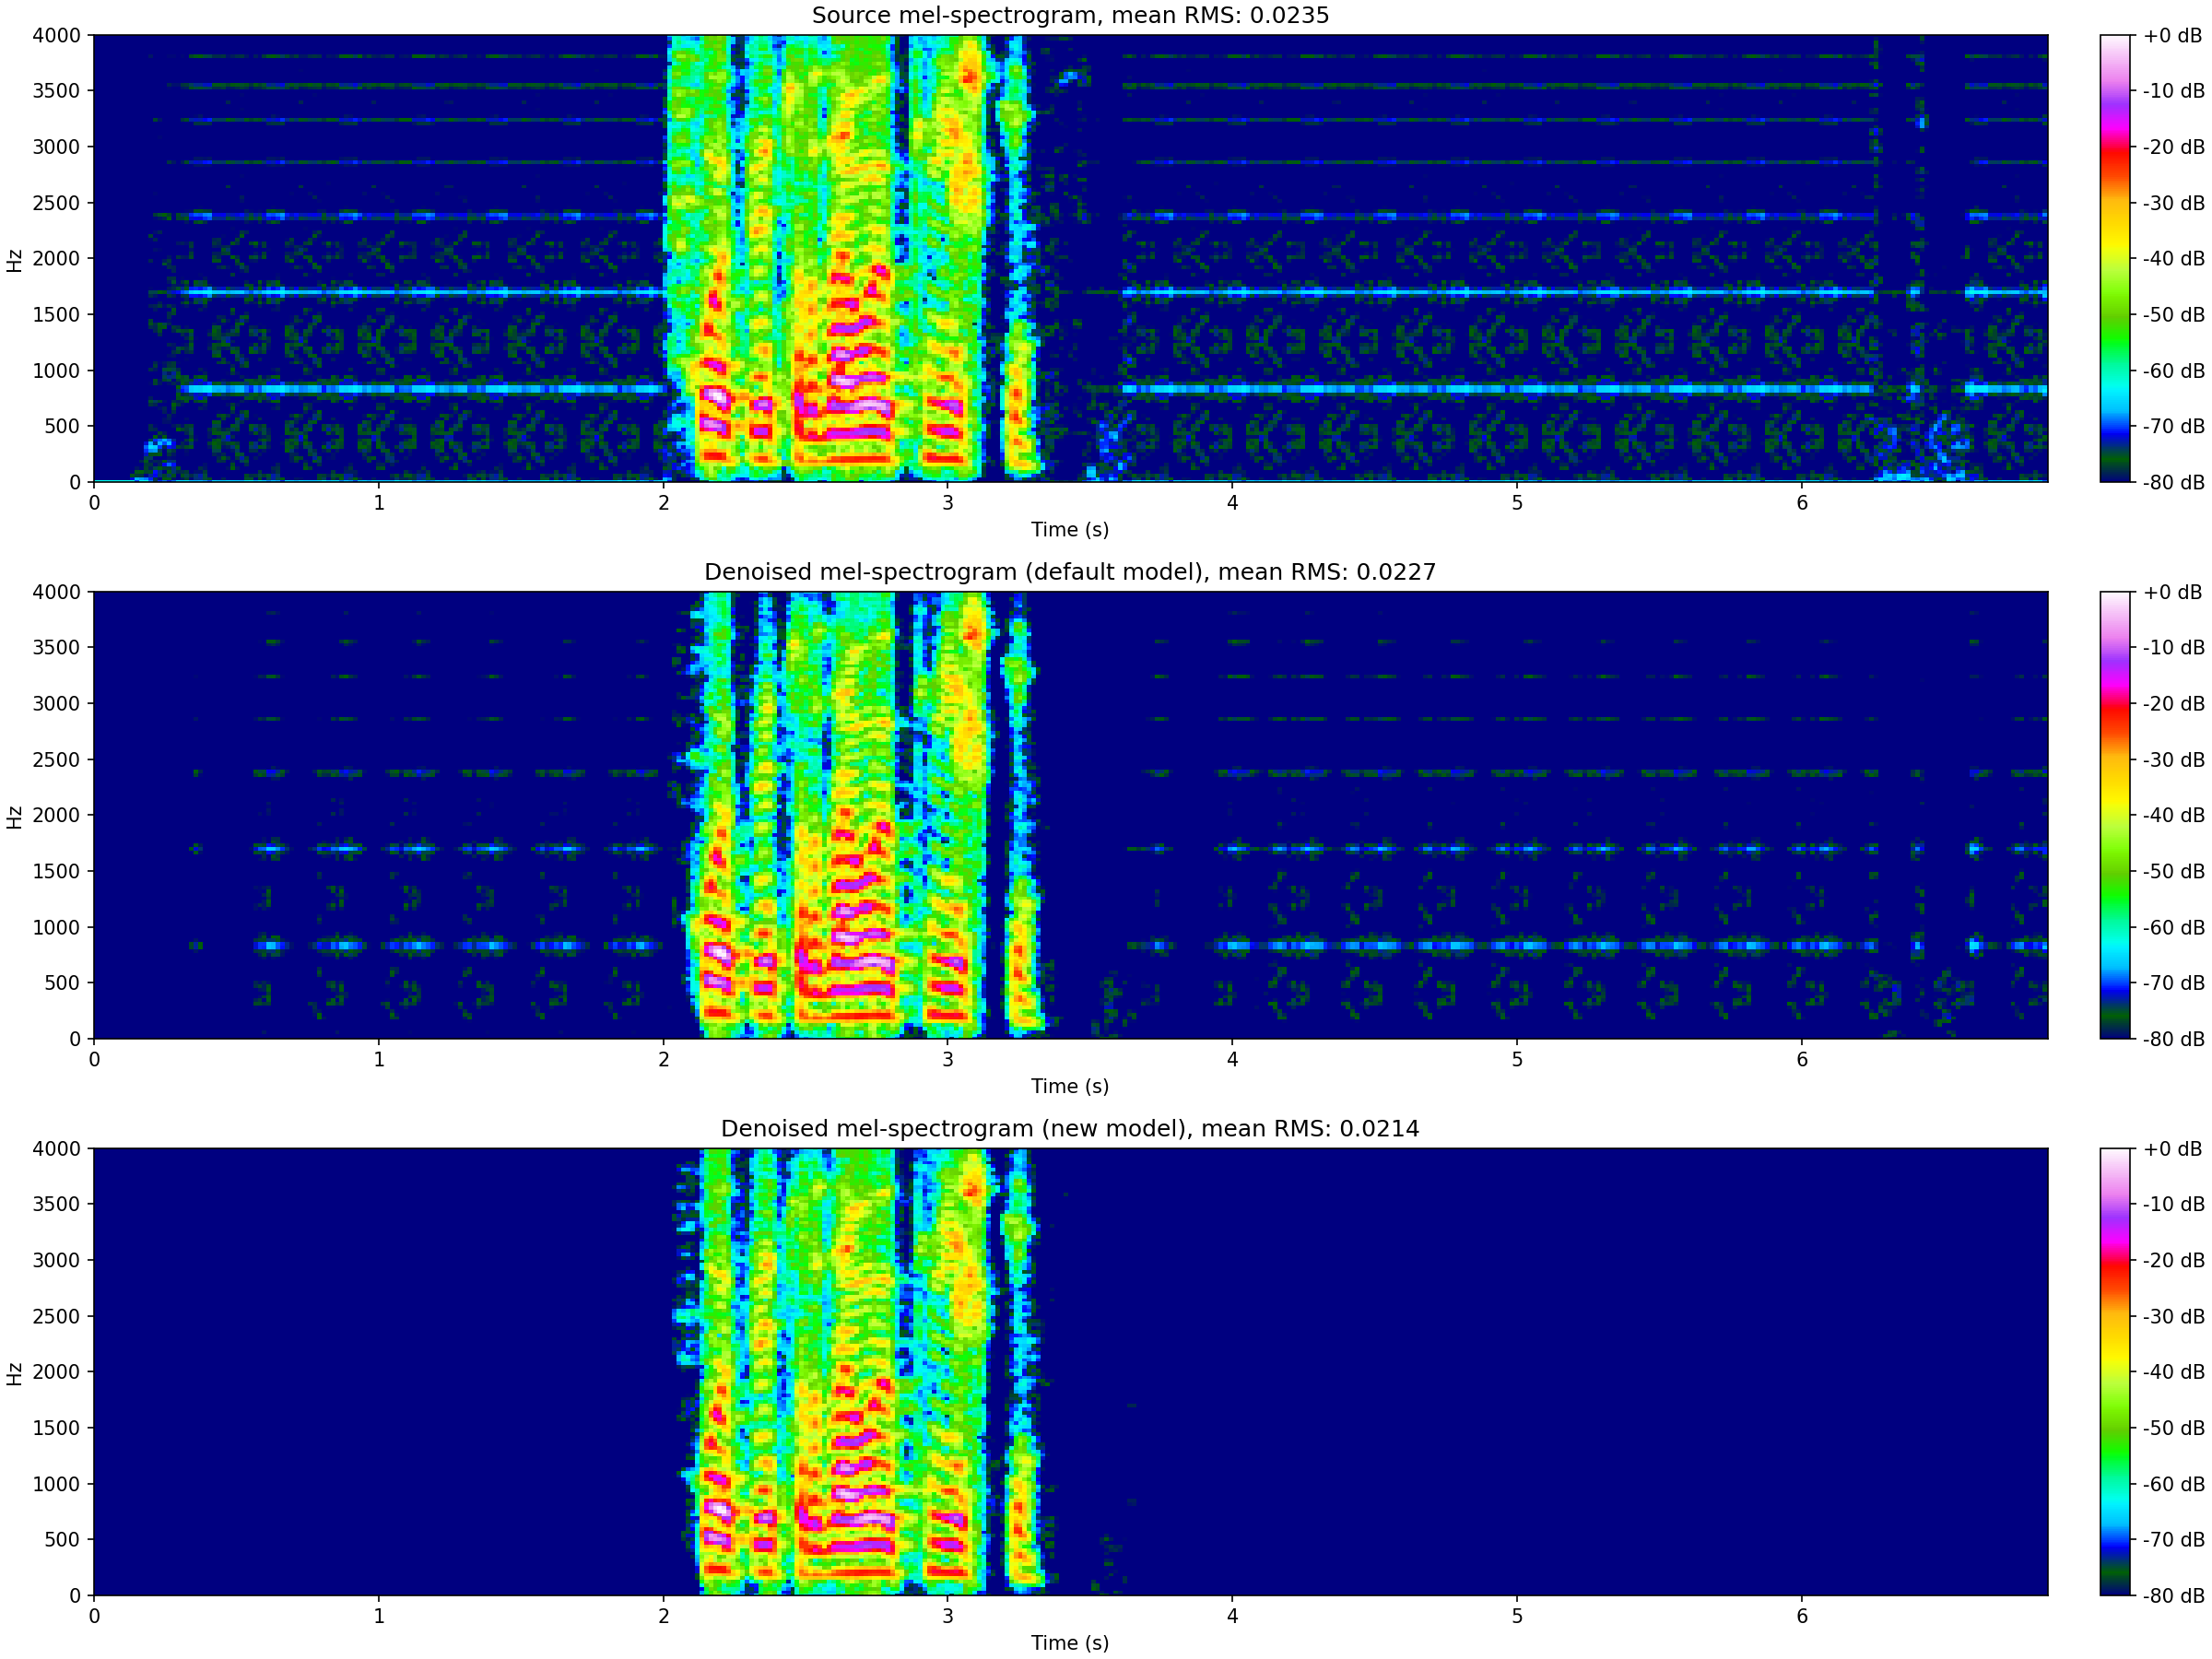 Source mel-spectrogram, mean RMS: 0.0235
4000
3500
3000
2500
2000
1500
1000
500
0
Hz
0 1 2 3 4 5 6
Time (s)
+0 dB
-10 dB
-20 dB
-30 dB
-40 dB
-50 dB
-60 dB
-70 dB
-80 dB
Denoised mel-spectrogram (default model), mean RMS: 0.0227
4000
3500
3000
2500
2000
1500
1000
500
0
Hz
0 1 2 3 4 5 6
Time (s)
+0 dB
-10 dB
-20 dB
-30 dB
-40 dB
-50 dB
-60 dB
-70 dB
-80 dB
Denoised mel-spectrogram (new model), mean RMS: 0.0214
4000
3500
3000
2500
2000
1500
1000
500
0
Hz
0 1 2 3 4 5 6
Time (s)
+0 dB
-10 dB
-20 dB
-30 dB
-40 dB
-50 dB
-60 dB
-70 dB
-80 dB